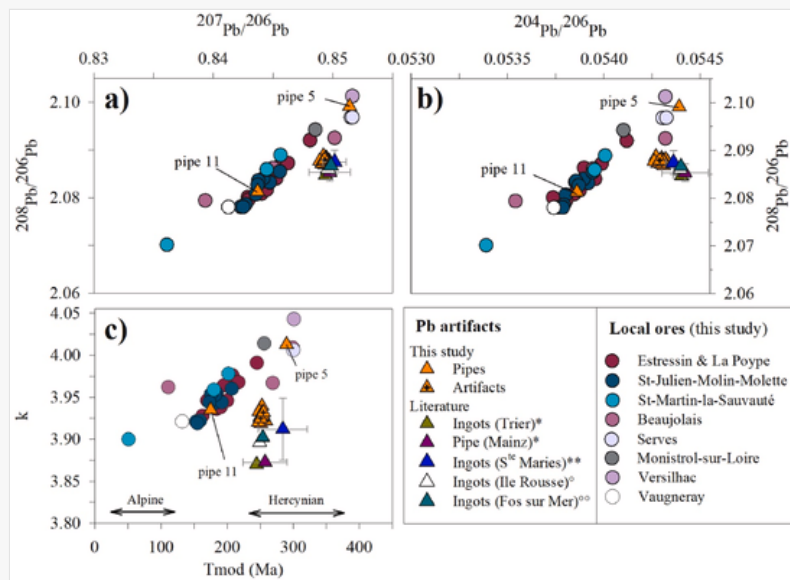 207Pb/206Pb
204Pb/206Pb
0.83
0.84
0.85
0.0530
0.0535
0.0540
0.0545
a)
pipe 5
pipe 11
2.10
2.08
2.06
208Pb/206Pb
b)
pipe 5
pipe 11
2.10
2.09
2.08
2.07
2.06
208Pb/206Pb
c)
pipe 5
pipe 11
4.05
4.00
3.95
3.90
3.85
3.80
k
Alpine
Hercynian
0
100
200
300
400
Tmod (Ma)
Pb artifacts
This study
Pipes
Artifacts
Literature
Ingots (Trier)*
Pipe (Mainz)*
Ingots (Ste Maries)**
Ingots (Ile Rousse)°
Ingots (Fos sur Mer)°°
Local ores (this study)
Estressin & La Poype
St-Julien-Molin-Molette
St-Martin-la-Sauvauté
Beaujolais
Serves
Monistrol-sur-Loire
Versilhac
Vaugneray